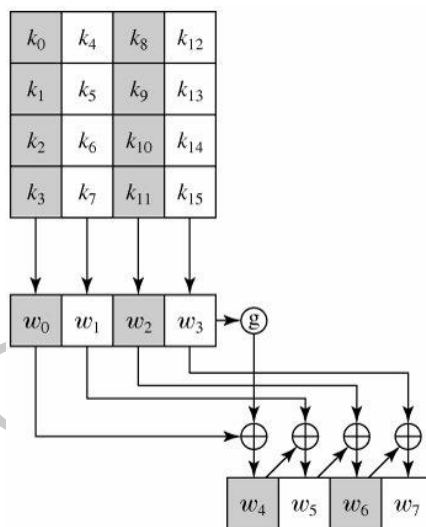 k₀ k₄ k₈ k₁₂
k₁ k₅ k₉ k₁₃
k₂ k₆ k₁₀ k₁₄
k₃ k₇ k₁₁ k₁₅
w₀ w₁ w₂ w₃ g
w₄ w₅ w₆ w₇